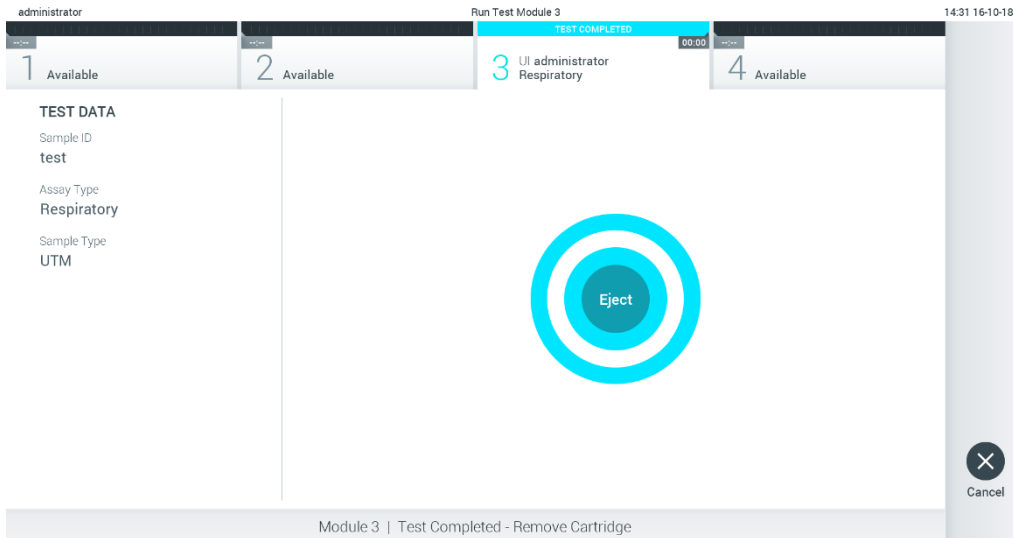 administrator
Run Test Module 3
14:31 16-10-18
TEST COMPLETED
--:--
--:--
00:00
--:--
1 Available
2 Available
3 UI administrator
Respiratory
4 Available
TEST DATA
Sample ID
test
Assay Type
Respiratory
Sample Type
UTM
Eject
Cancel
Module 3 | Test Completed - Remove Cartridge